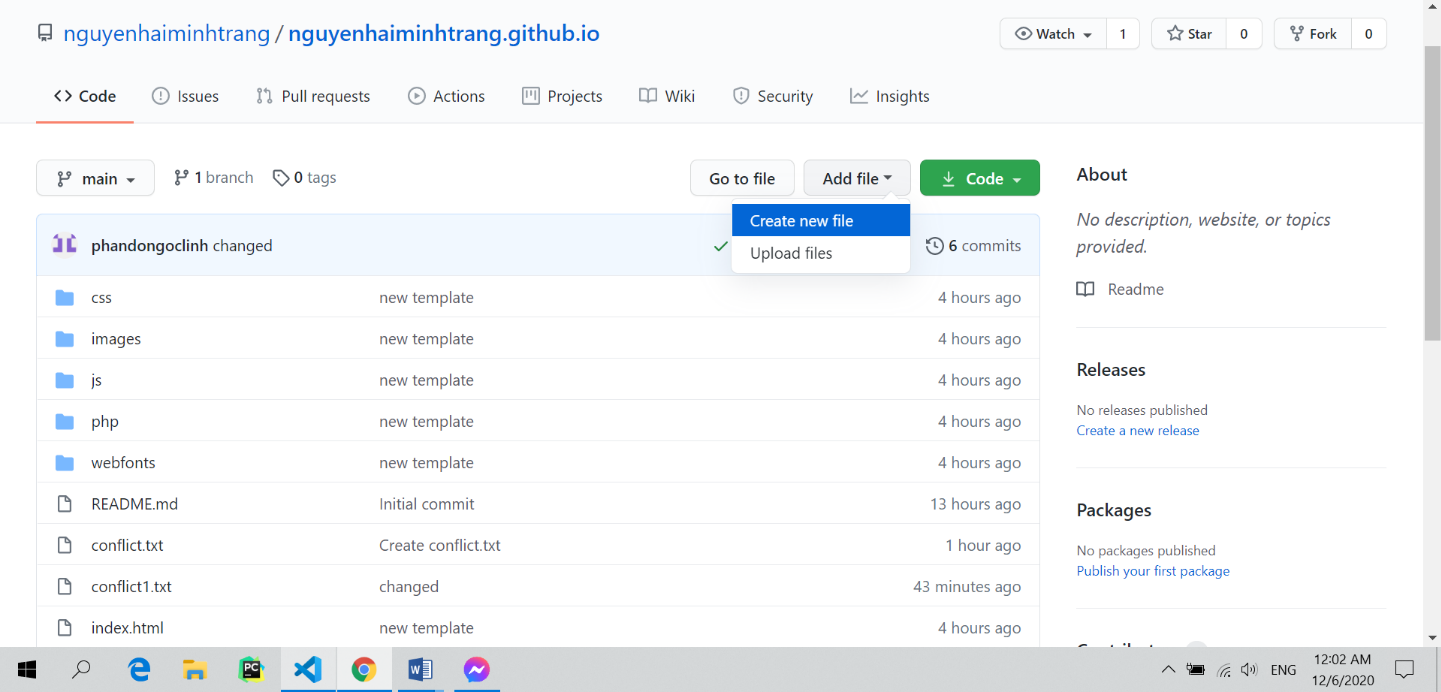 nguyenhaiminhtrang / nguyenhaiminhtrang.github.io
Watch 1 Star 0 Fork 0
Code Issues Pull requests Actions Projects Wiki Security Insights
main 1 branch 0 tags Go to file Add file Code
Create new file
Upload files
phandongoclinh changed 6 commits
css new template 4 hours ago
images new template 4 hours ago
js new template 4 hours ago
php new template 4 hours ago
webfonts new template 4 hours ago
README.md Initial commit 13 hours ago
conflict.txt Create conflict.txt 1 hour ago
conflict1.txt changed 43 minutes ago
index.html new template 4 hours ago
About
No description, website, or topics
provided.
Readme
Releases
No releases published
Create a new release
Packages
No packages published
Publish your first package
PC
W
ENG
12:02 AM
12/6/2020